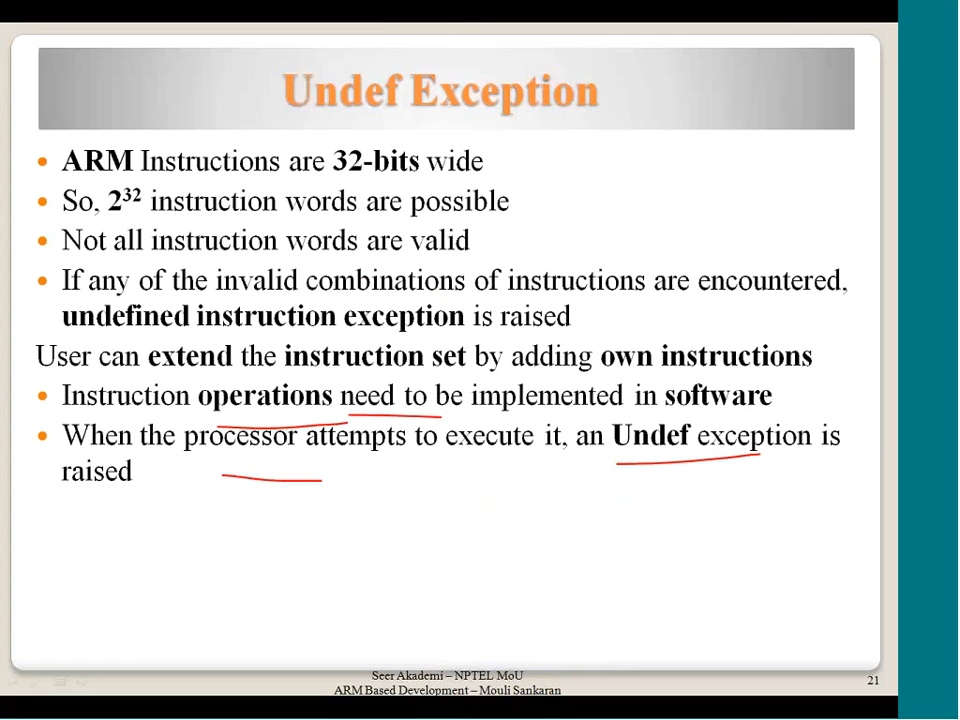 Undef Exception
• ARM Instructions are 32-bits wide
• So, 2³² instruction words are possible
• Not all instruction words are valid
• If any of the invalid combinations of instructions are encountered,
undefined instruction exception is raised
User can extend the instruction set by adding own instructions
• Instruction operations need to be implemented in software
• When the processor attempts to execute it, an Undef exception is
raised
Seer Akademi – NPTEL MoU
ARM Based Development – Mouli Sankaran
21